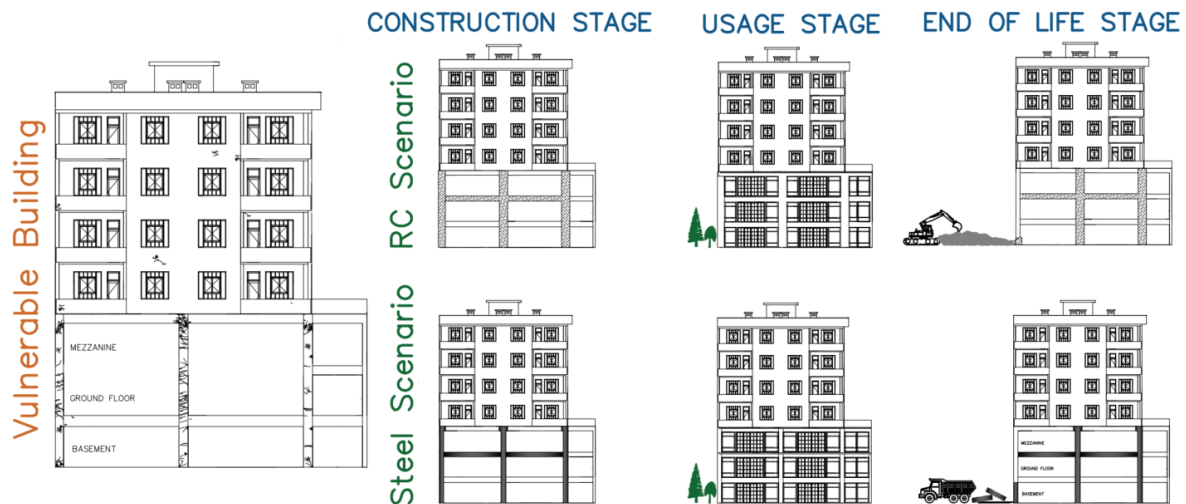 CONSTRUCTION STAGE
USAGE STAGE
END OF LIFE STAGE
Vulnerable Building
MEZZANINE
GROUND FLOOR
BASEMENT
RC Scenario
Steel Scenario
MEZZANINE
GROUND FLOOR
BASEMENT